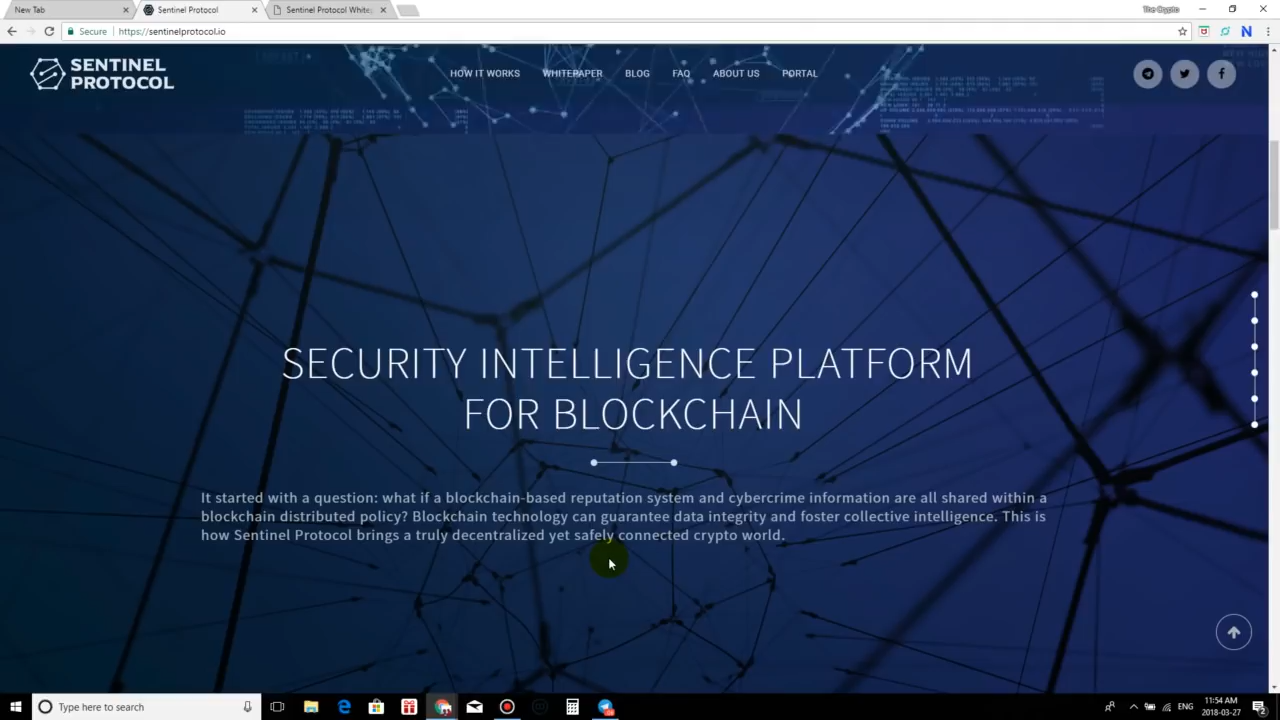 New Tab
Sentinel Protocol
Sentinel Protocol White
The Crypto
Secure
https://sentinelprotocol.io
SENTINEL
PROTOCOL
HOW IT WORKS
WHITEPAPER
BLOG
FAQ
ABOUT US
PORTAL
SECURITY INTELLIGENCE PLATFORM
FOR BLOCKCHAIN
It started with a question: what if a blockchain-based reputation system and cybercrime information are all shared within a
blockchain distributed policy? Blockchain technology can guarantee data integrity and foster collective intelligence. This is
how Sentinel Protocol brings a truly decentralized yet safely connected crypto world.
Type here to search
ENG
11:54 AM
2018-03-27